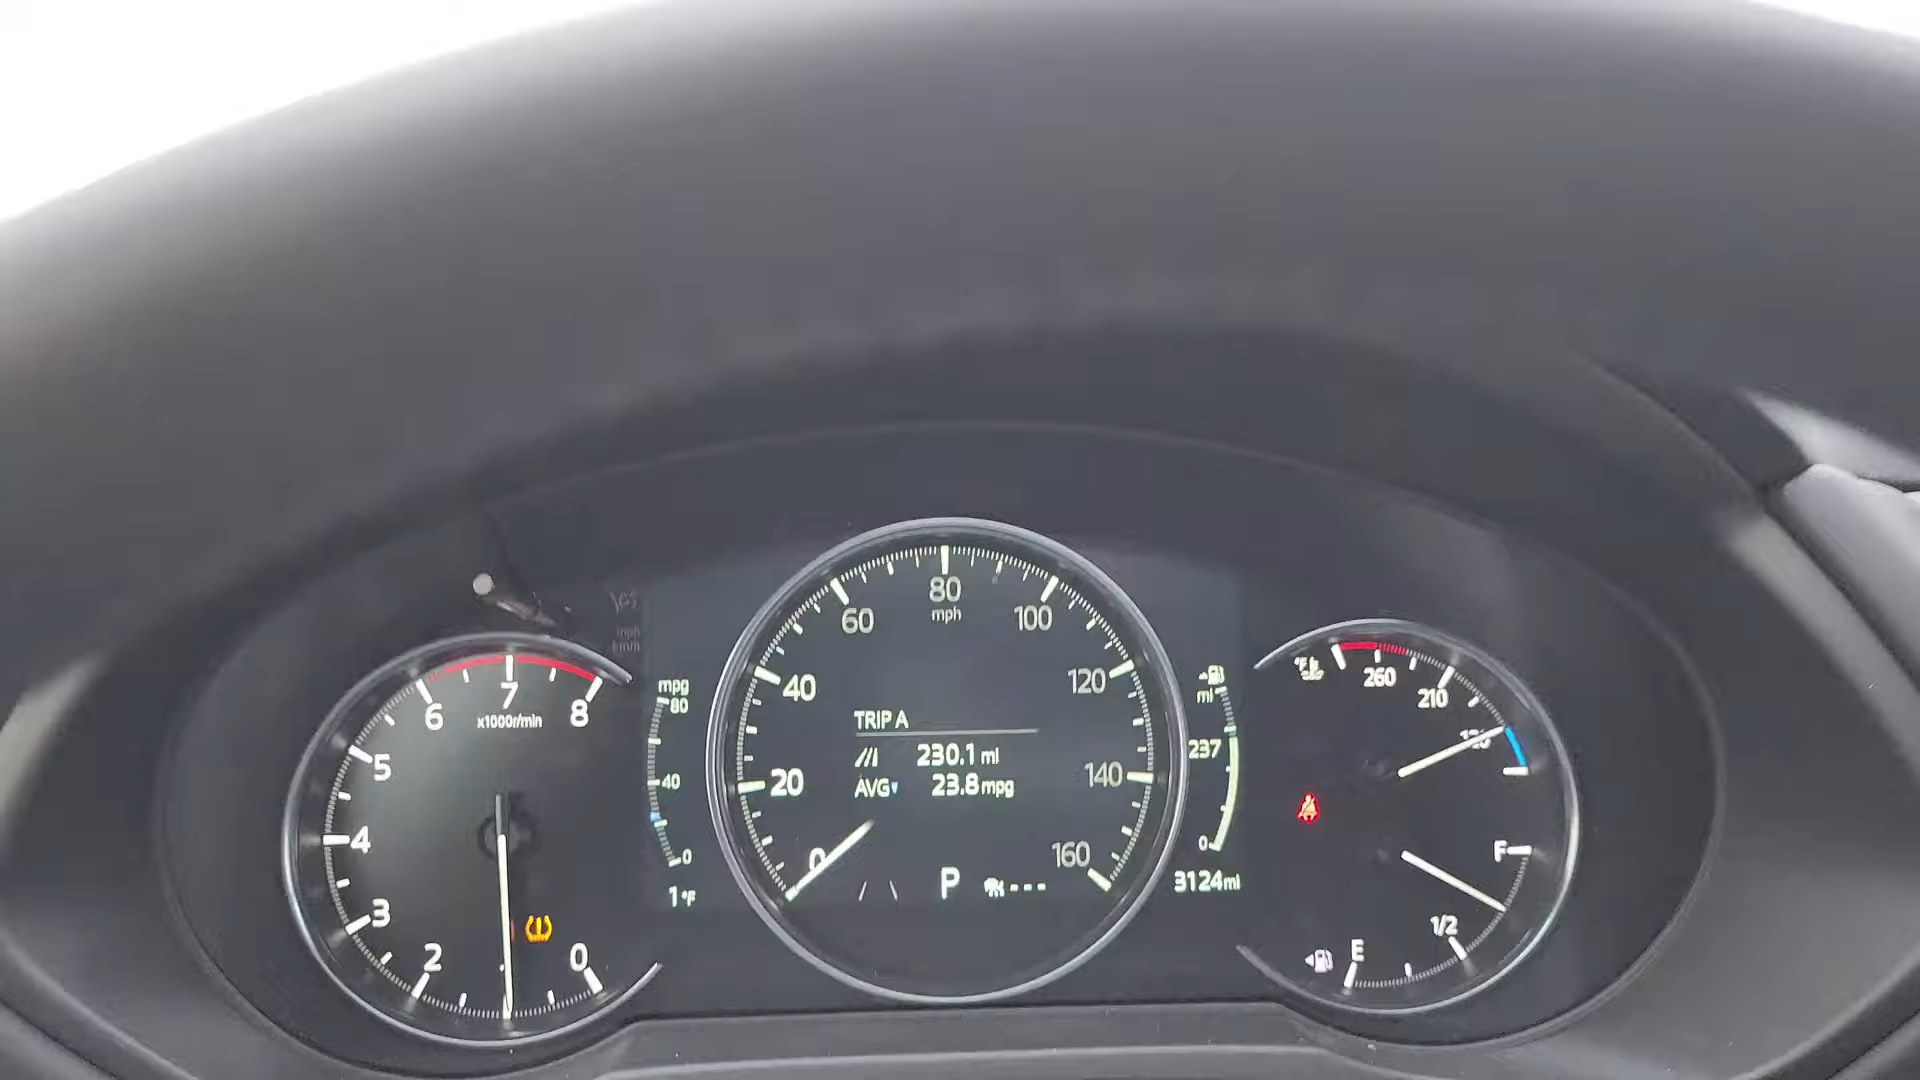 6
7
8
x1000r/min
5
4
3
2
0
mpg
80
40
0
1°F
80
mph
60
100
40
120
20
140
0
160
TRIP A
230.1 mi
AVG 23.8 mpg
P ---
mi
237
0
3124mi
260
210
F
1/2
E